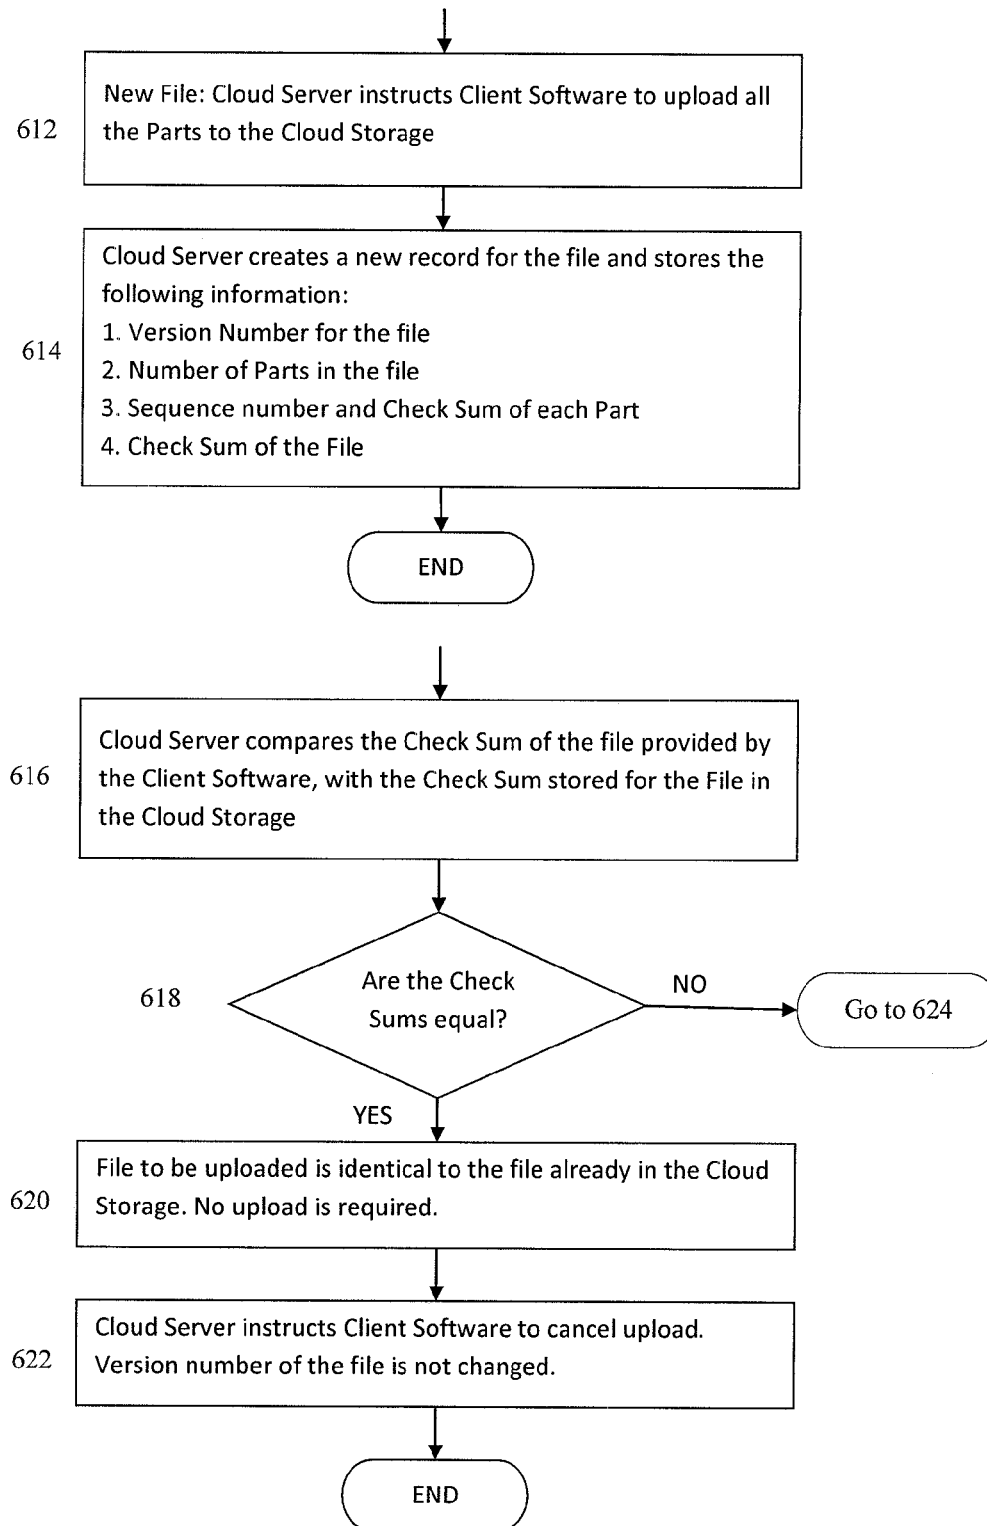 New File: Cloud Server instructs Client Software to upload all
the Parts to the Cloud Storage
612
Cloud Server creates a new record for the file and stores the
following information:
1. Version Number for the file
614
2. Number of Parts in the file
3. Sequence number and Check Sum of each Part
4. Check Sum of the File
END
Cloud Server compares the Check Sum of the file provided by
616
the Client Software, with the Check Sum stored for the File in
the Cloud Storage
618
Are the Check
Sums equal?
NO
Go to 624
YES
File to be uploaded is identical to the file already in the Cloud
620
Storage. No upload is required.
Cloud Server instructs Client Software to cancel upload.
622
Version number of the file is not changed.
END